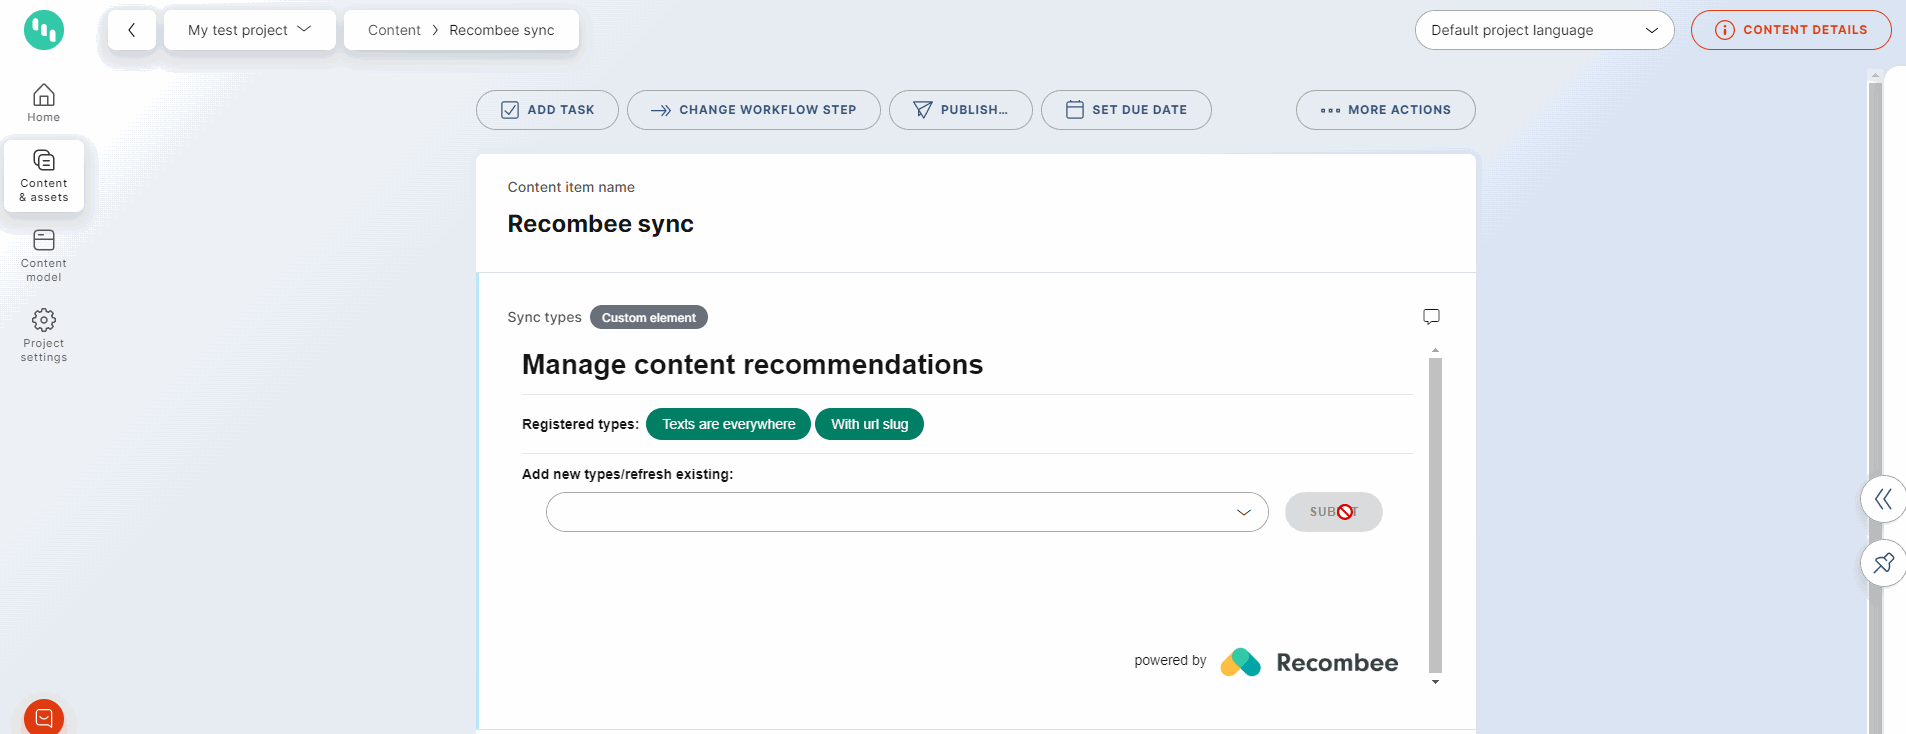 My test project
Content > Recombee sync
Default project language
CONTENT DETAILS
Home
Content
& assets
Content
model
Project
settings
ADD TASK
CHANGE WORKFLOW STEP
PUBLISH...
SET DUE DATE
MORE ACTIONS
Content item name
Recombee sync
Sync types
Custom element
Manage content recommendations
Registered types:
Texts are everywhere
With url slug
Add new types/refresh existing:
powered by
Recombee